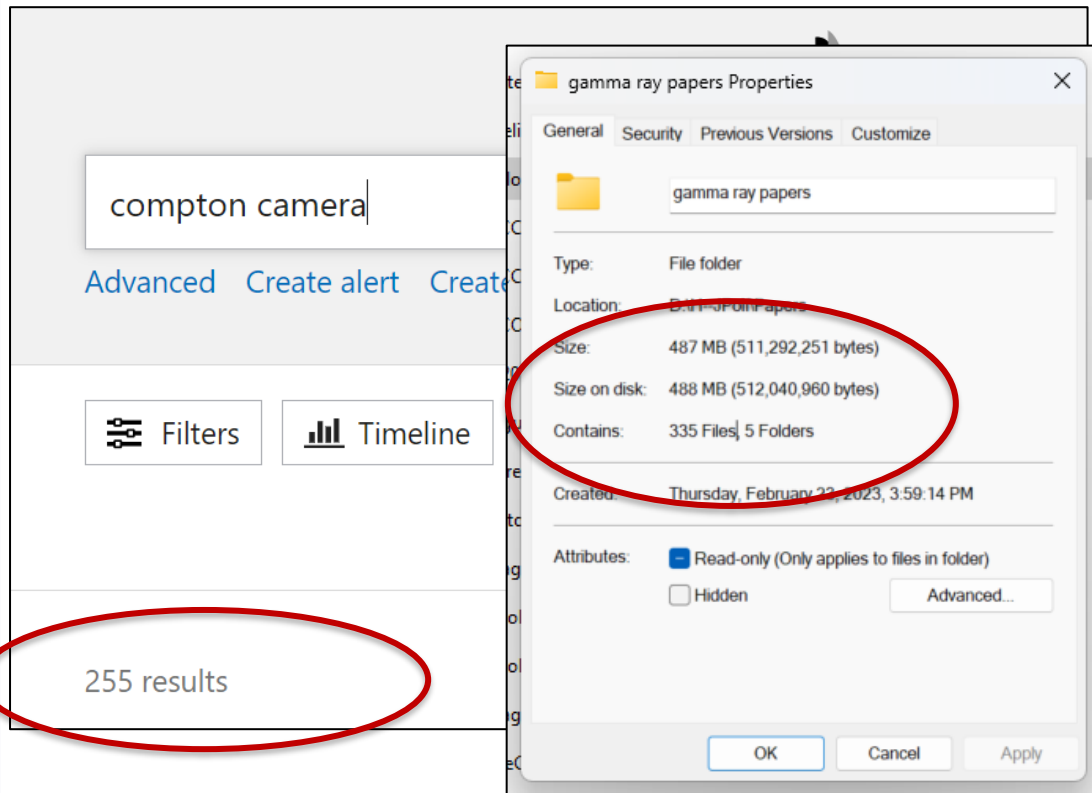 compton camera
Advanced Create alert
Filters
Timeline
255 results
gamma ray papers Properties
General Security Previous Versions Customize
gamma ray papers
Type: File folder
Location:
Size: 487 MB (511,292,251 bytes)
Size on disk: 488 MB (512,040,960 bytes)
Contains: 335 Files, 5 Folders
Created: Thursday, February 23, 2023, 3:59:14 PM
Attributes: Read-only (Only applies to files in folder)
Hidden
Advanced...
OK Cancel Apply